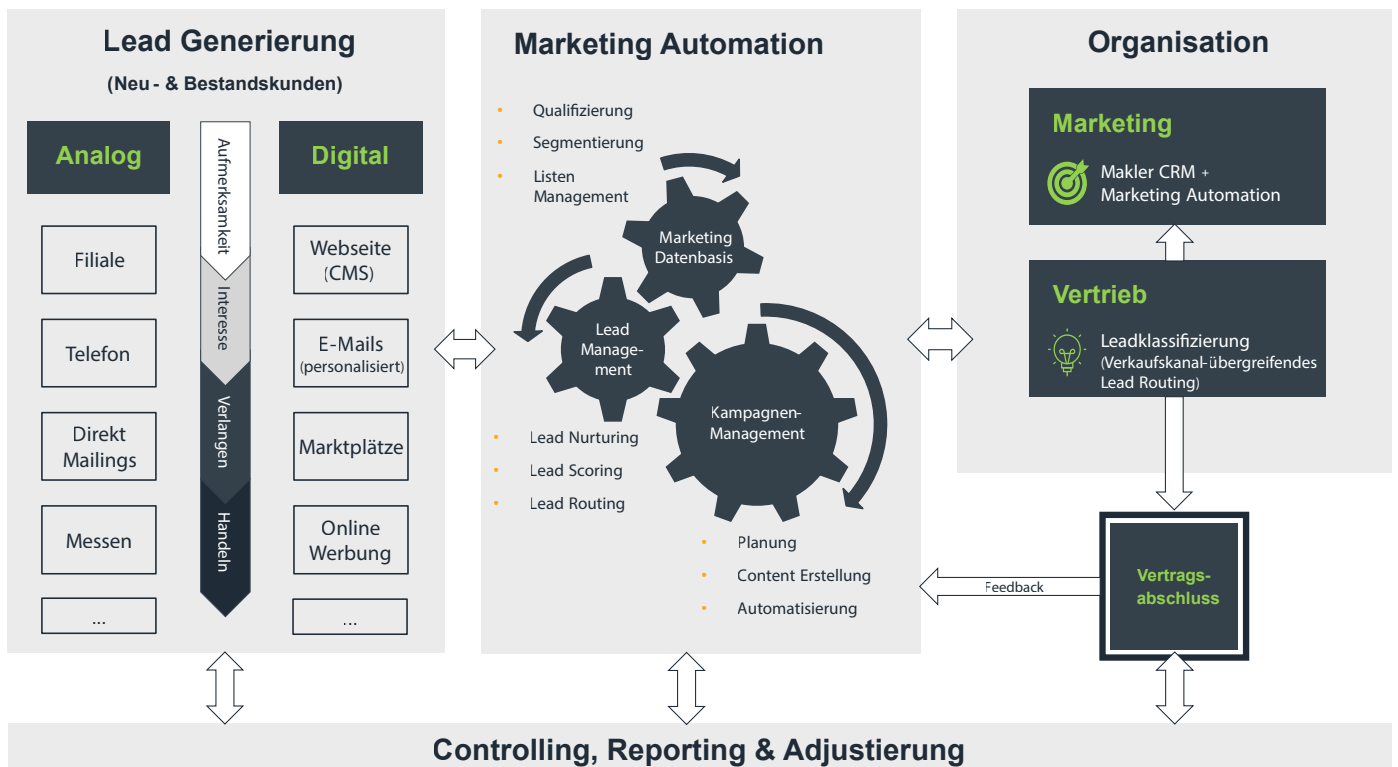 Lead Generierung
(Neu - & Bestandskunden)
Analog
Digital
Aufmerksamkeit
Interesse
Verlangen
Handeln
Filiale
Telefon
Direkt
Mailings
Messen
...
Webseite
(CMS)
E-Mails
(personalisiert)
Marktplätze
Online
Werbung
...
Marketing Automation
• Qualifizierung
• Segmentierung
• Listen
Management
Marketing
Datenbasis
Lead
Manage-
ment
Kampagnen-
Management
• Lead Nurturing
• Lead Scoring
• Lead Routing
• Planung
• Content Erstellung
• Automatisierung
Organisation
Marketing
Makler CRM +
Marketing Automation
Vertrieb
Leadklassifizierung
(Verkaufskanal-übergreifendes
Lead Routing)
Vertrags-
abschluss
Feedback
Controlling, Reporting & Adjustierung